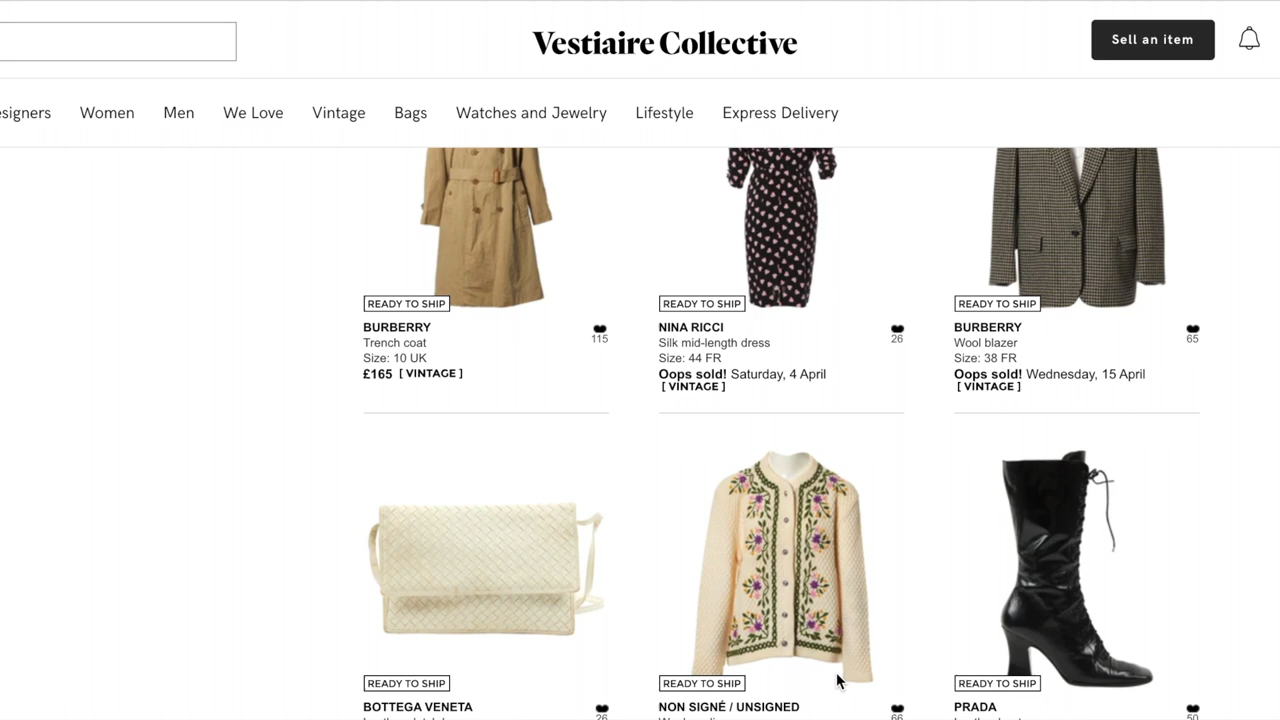 Vestiaire Collective
Sell an item
Women Men We Love Vintage Bags Watches and Jewelry Lifestyle Express Delivery
READY TO SHIP
BURBERRY
115
Trench coat
Size: 10 UK
£165 [ VINTAGE ]
READY TO SHIP
NINA RICCI
26
Silk mid-length dress
Size: 44 FR
Oops sold! Saturday, 4 April
[ VINTAGE ]
READY TO SHIP
BURBERRY
65
Wool blazer
Size: 38 FR
Oops sold! Wednesday, 15 April
[ VINTAGE ]
READY TO SHIP
BOTTEGA VENETA
26
READY TO SHIP
NON SIGNÉ / UNSIGNED
66
READY TO SHIP
PRADA
50